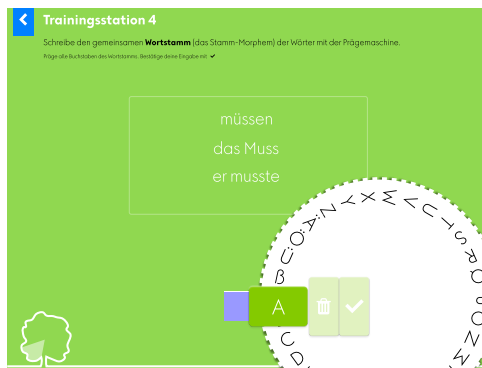 Trainingsstation 4
Schreibe den gemeinsamen Wortstamm (das Stamm-Morphem) der Wörter mit der Prägemaschine.
Präge alle Buchstaben des Wortstamms. Bestätige deine Eingabe mit ✔
müssen
das Muss
er musste
A
C
D
M
N
O
Q
R
S
T
U
V
W
X
Y
Z
Ä
Ö
Ü
ß